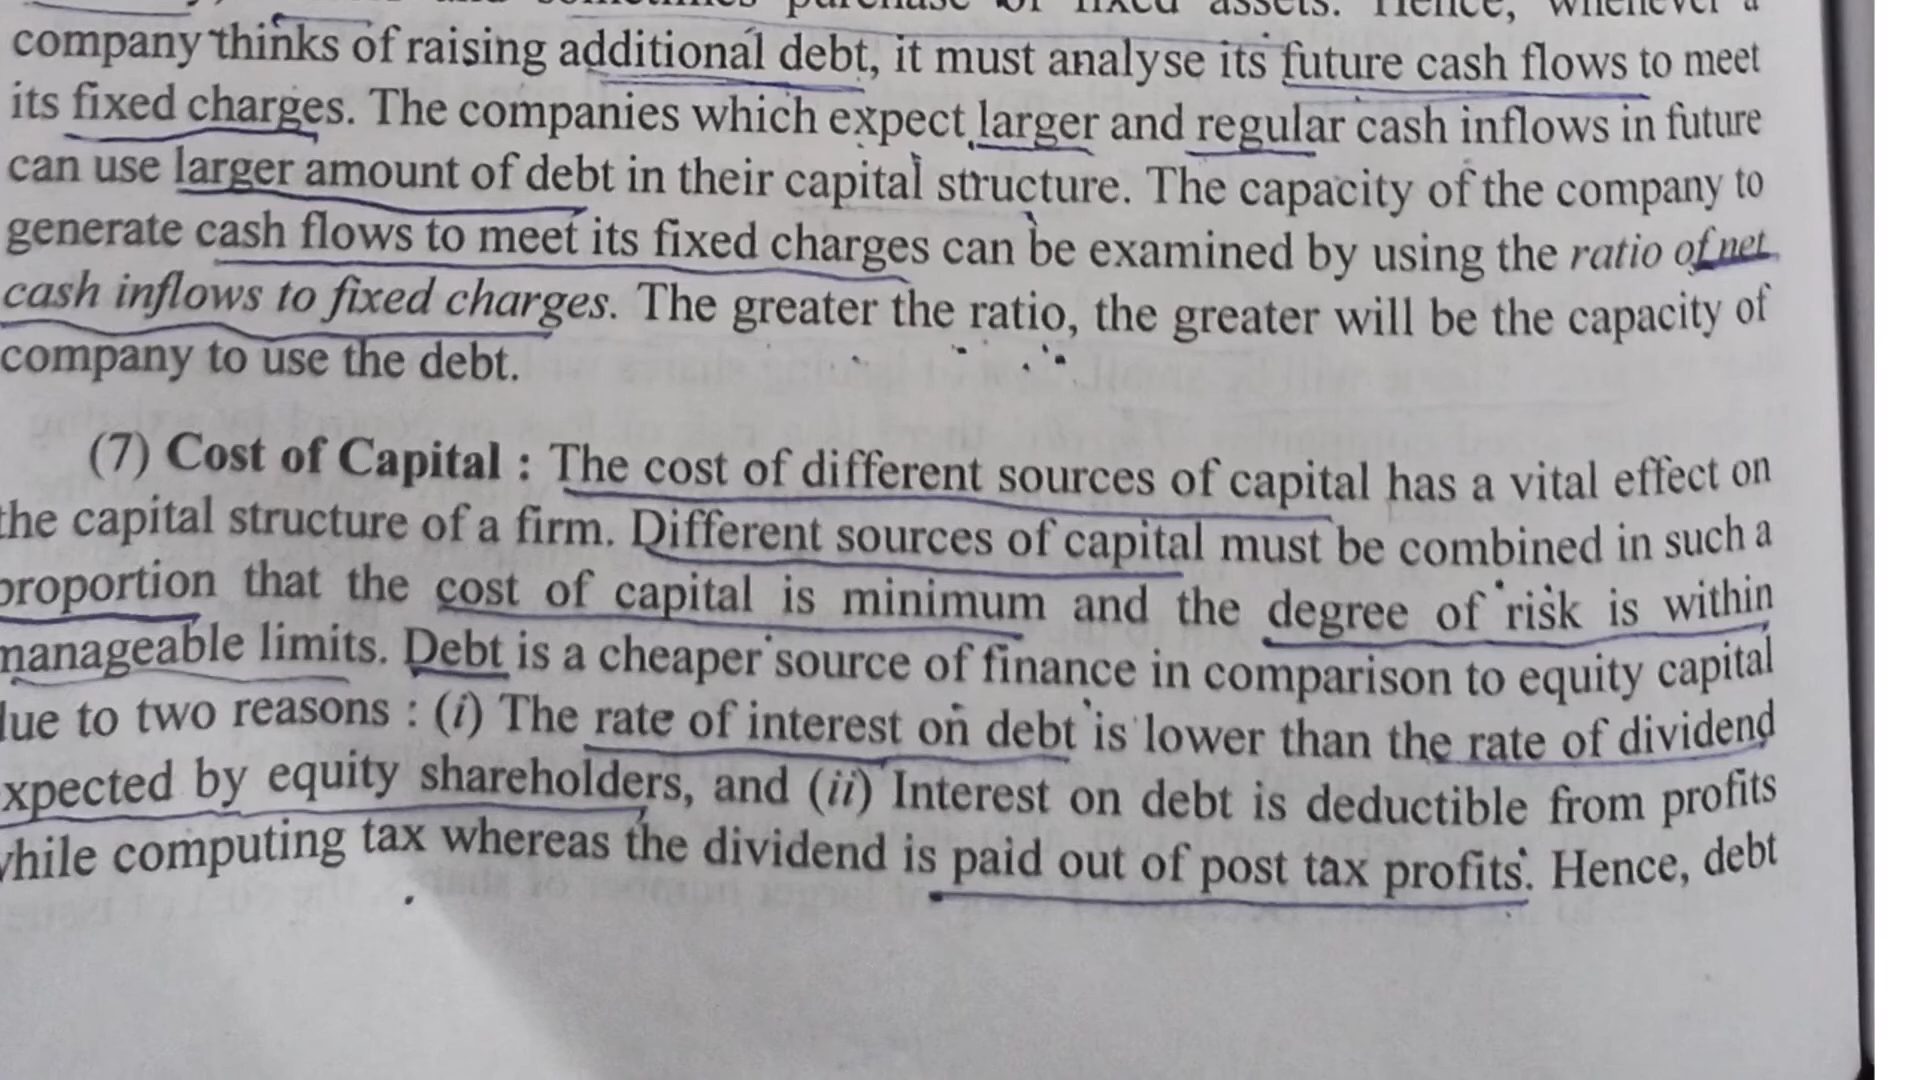 purchase of fixed assets. Hence, whenever a
company thinks of raising additional debt, it must analyse its future cash flows to meet
its fixed charges. The companies which expect larger and regular cash inflows in future
can use larger amount of debt in their capital structure. The capacity of the company to
generate cash flows to meet its fixed charges can be examined by using the ratio of net
cash inflows to fixed charges. The greater the ratio, the greater will be the capacity of
company to use the debt.
(7) Cost of Capital : The cost of different sources of capital has a vital effect on
the capital structure of a firm. Different sources of capital must be combined in such a
proportion that the cost of capital is minimum and the degree of risk is within
manageable limits. Debt is a cheaper source of finance in comparison to equity capital
lue to two reasons : (i) The rate of interest on debt is lower than the rate of dividend
xpected by equity shareholders, and (ii) Interest on debt is deductible from profits
while computing tax whereas the dividend is paid out of post tax profits. Hence, debt